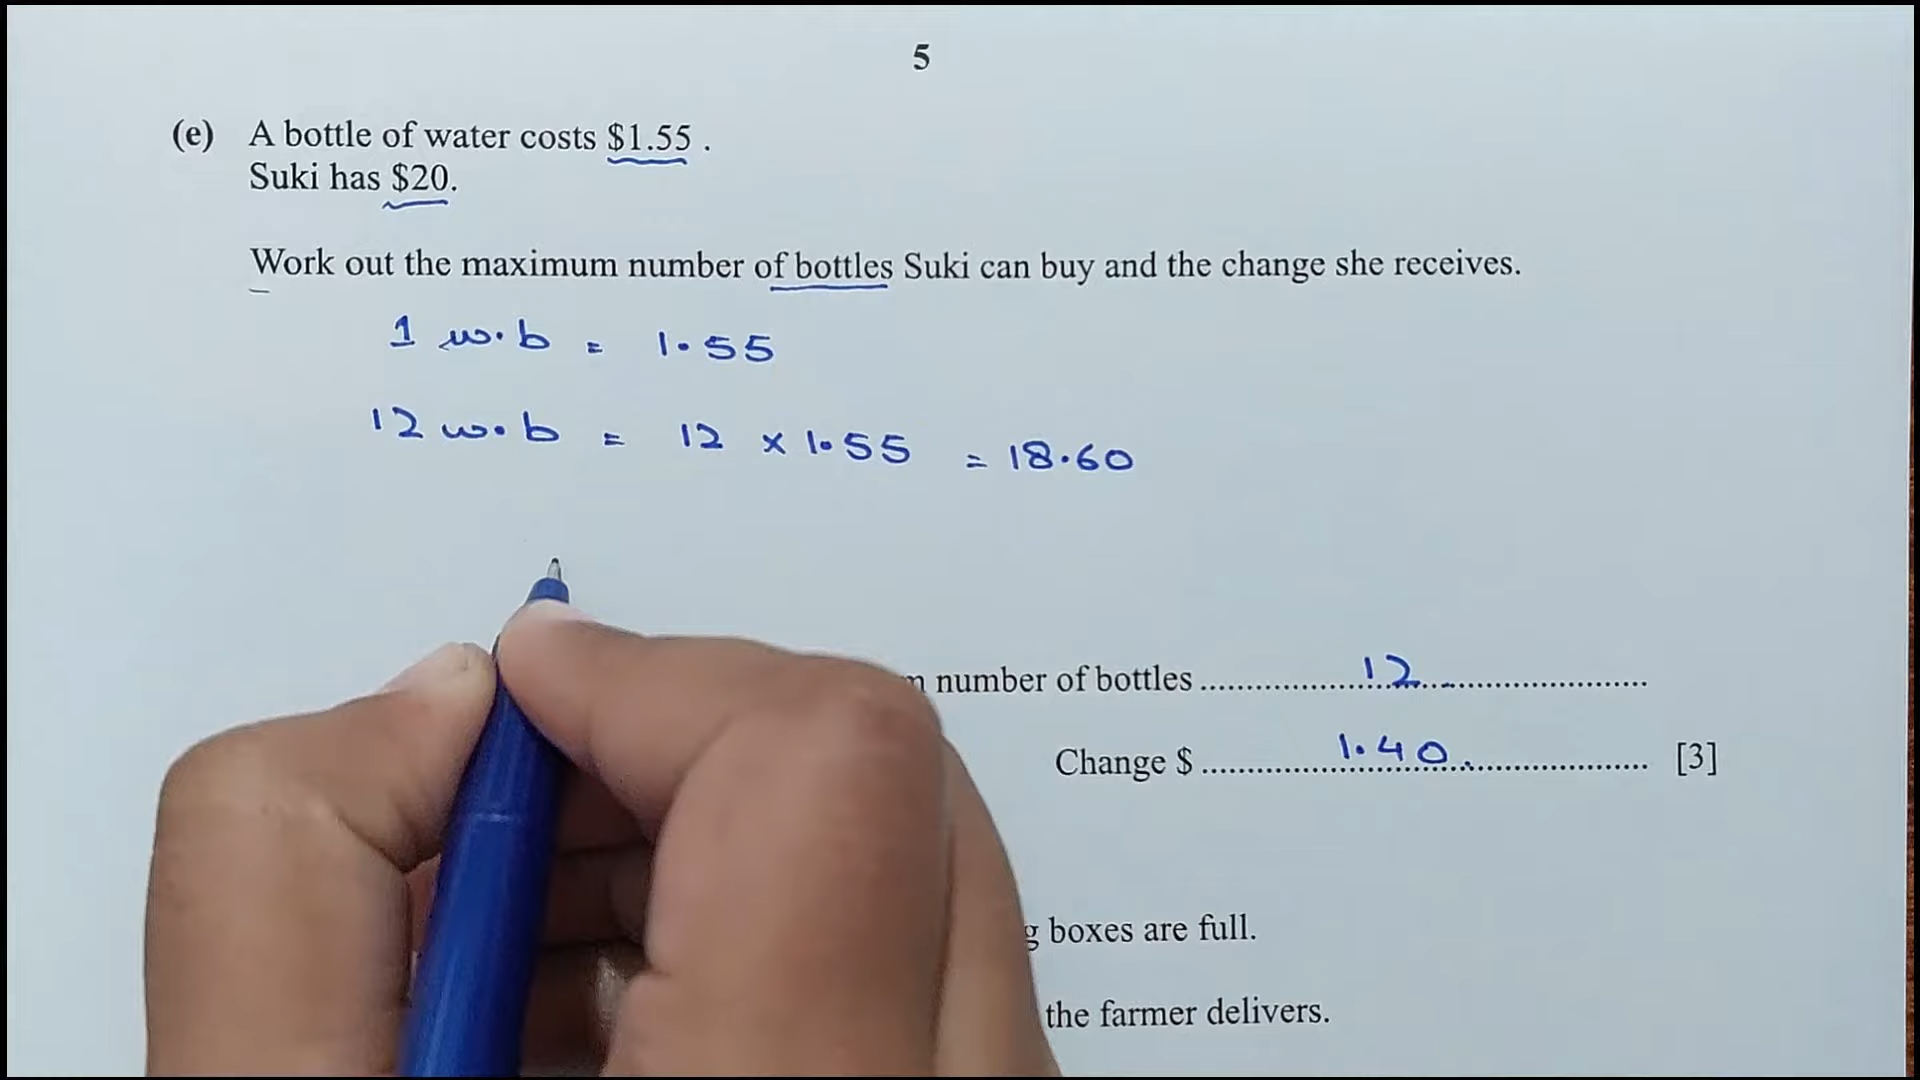 5
(e) A bottle of water costs $1.55 .
Suki has $20.
Work out the maximum number of bottles Suki can buy and the change she receives.
1 w.b = 1.55
12 w.b = 12 x 1.55 = 18.60
number of bottles ........ 12 ........
Change $ ........ 1.40 ........ [3]
boxes are full.
the farmer delivers.